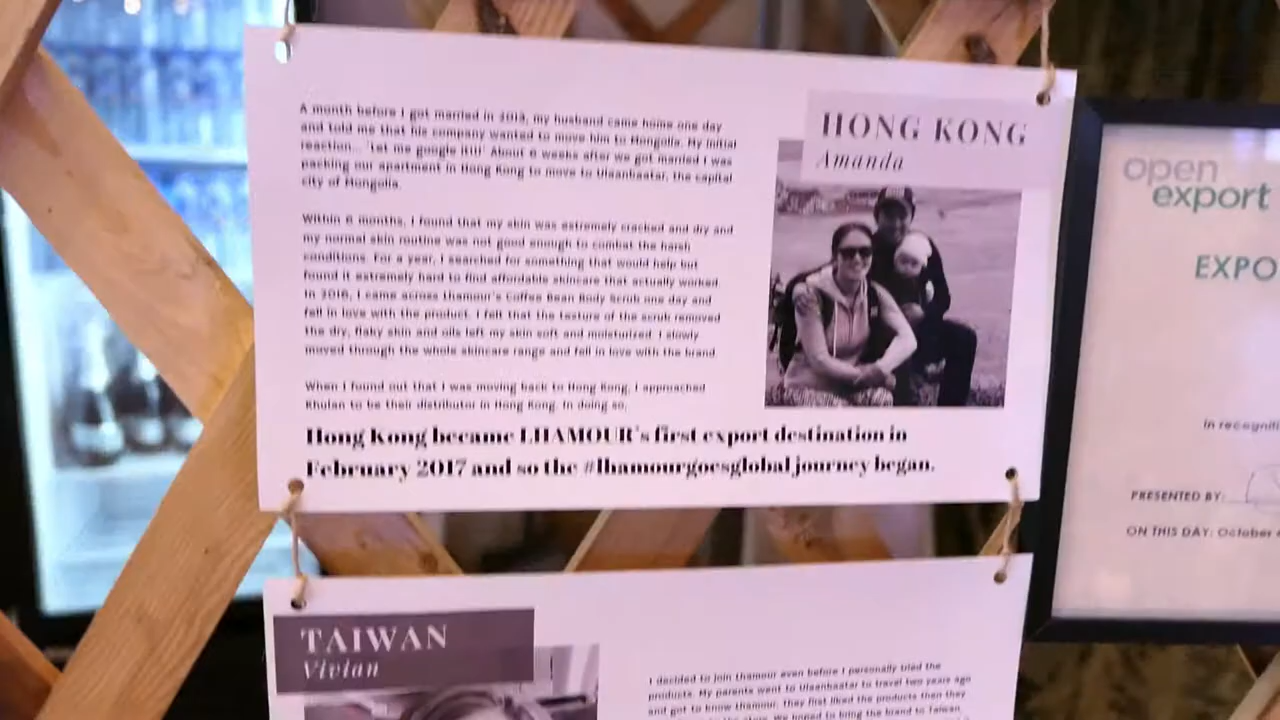 A month before I got married in 2013, my husband came home one day
and told me that his company wanted to move him to Mongolia. My initial
reaction... 'Let me google it!!!' About 6 weeks after we got married I was
packing our apartment in Hong Kong to move to Ulaanbaatar, the capital
city of Mongolia.
Within 6 months, I found that my skin was extremely cracked and dry and
my normal skin routine was not good enough to combat the harsh
conditions. For a year, I searched for something that would help but
found it extremely hard to find affordable skincare that actually worked
In 2016, I came across Lhamour's Coffee Bean Body Scrub one day and
fell in love with the product. I felt that the texture of the scrub removed
the dry, flaky skin and oils left my skin soft and moisturized. I slowly
moved through the whole skincare range and fell in love with the brand
When I found out that I was moving back to Hong Kong, I approached
Khulan to be their distributor in Hong Kong. In doing so,
Hong Kong became LHAMOUR's first export destination in
February 2017 and so the #lhamourgoesglobal journey began.
HONG KONG
Amanda
open
export
EXPO
In recogniti
PRESENTED BY:
ON THIS DAY: October
TAIWAN
Vivian
I decided to join lhamour even before I personally tried the
products. My parents went to Ulaanbaatar to travel two years ago
and got to know lhamour. They first liked the products then they
the store. We hoped to bring the brand to Taiwan,